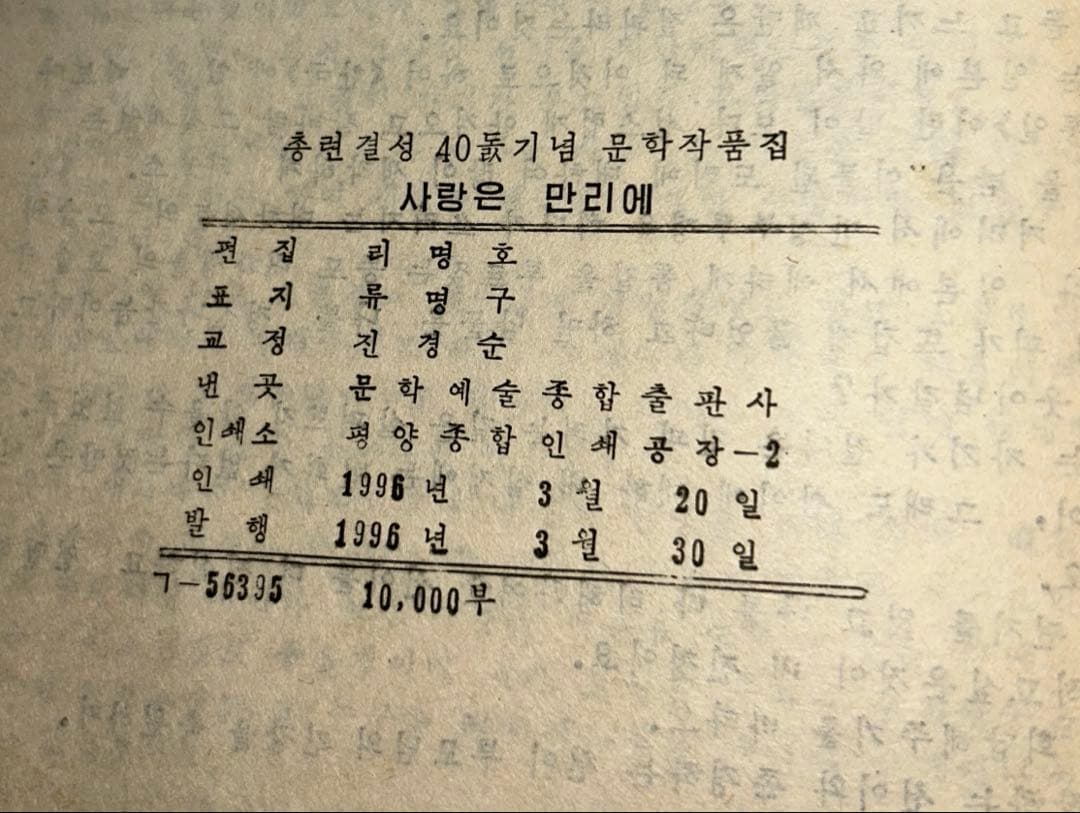 총련결성 40돐기념 문학작품집
사랑은 만리에
편 집 리 명 호
표 지 류 명 구
교 정 진 경 순
낸 곳 문 학 예 술 종 합 출 판 사
인쇄소 평 양 종 합 인 쇄 공 장－2
인 쇄 1996 년 3 월 20 일
발 행 1996 년 3 월 30 일
ㄱ－56395 10,000부